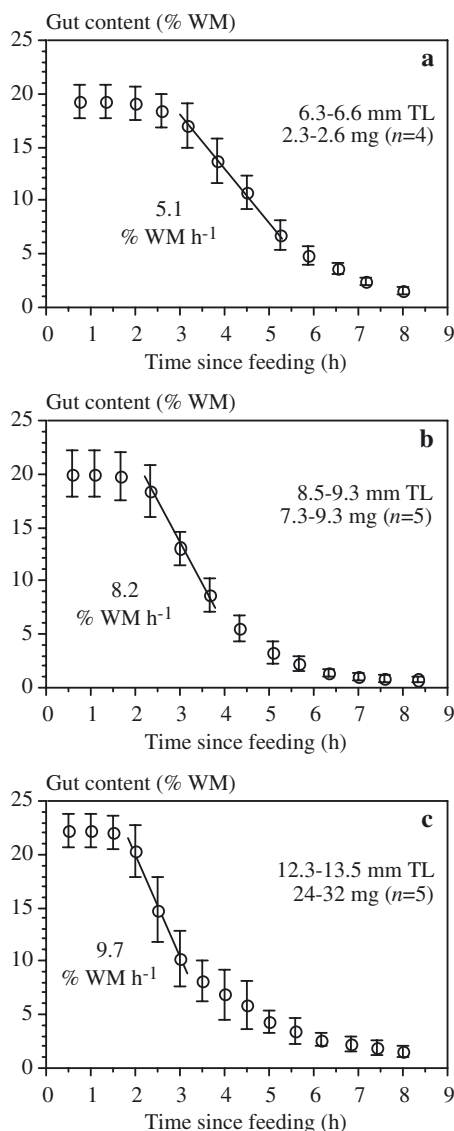 Gut content (% WM)
a
25
20
15
10
5
0
6.3-6.6 mm TL
2.3-2.6 mg (n=4)
5.1
% WM h-1
0 1 2 3 4 5 6 7 8 9
Time since feeding (h)
Gut content (% WM)
b
25
20
15
10
5
0
8.5-9.3 mm TL
7.3-9.3 mg (n=5)
8.2
% WM h-1
0 1 2 3 4 5 6 7 8 9
Time since feeding (h)
Gut content (% WM)
c
25
20
15
10
5
0
12.3-13.5 mm TL
24-32 mg (n=5)
9.7
% WM h-1
0 1 2 3 4 5 6 7 8 9
Time since feeding (h)